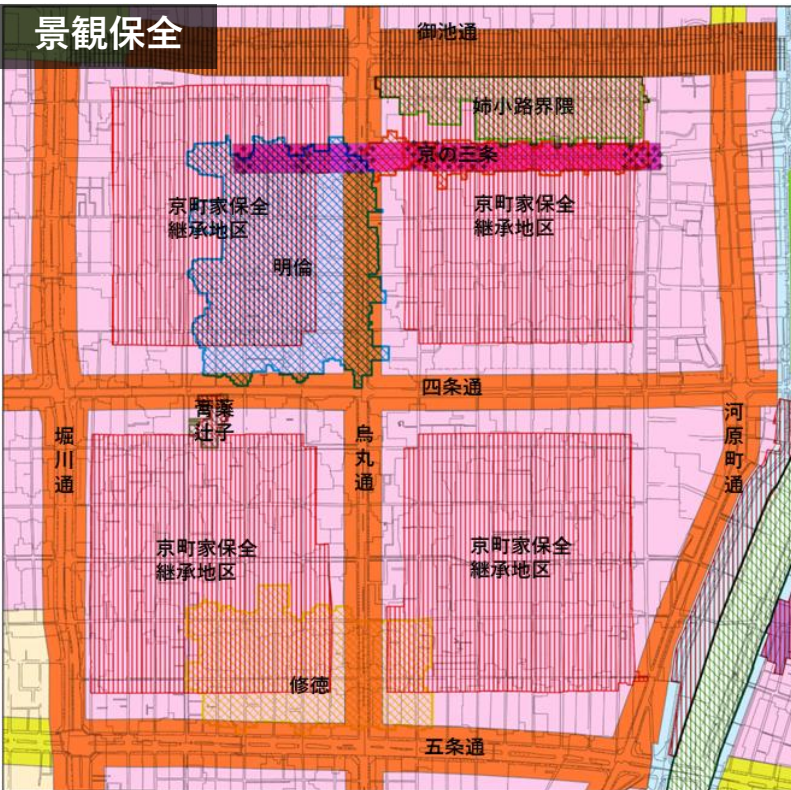 景観保全
御池通
姉小路界隈
京の三条
京町家保全
継承地区
京町家保全
継承地区
明倫
四条通
膏薬
辻子
堀川通
烏丸通
河原町通
京町家保全
継承地区
京町家保全
継承地区
修徳
五条通